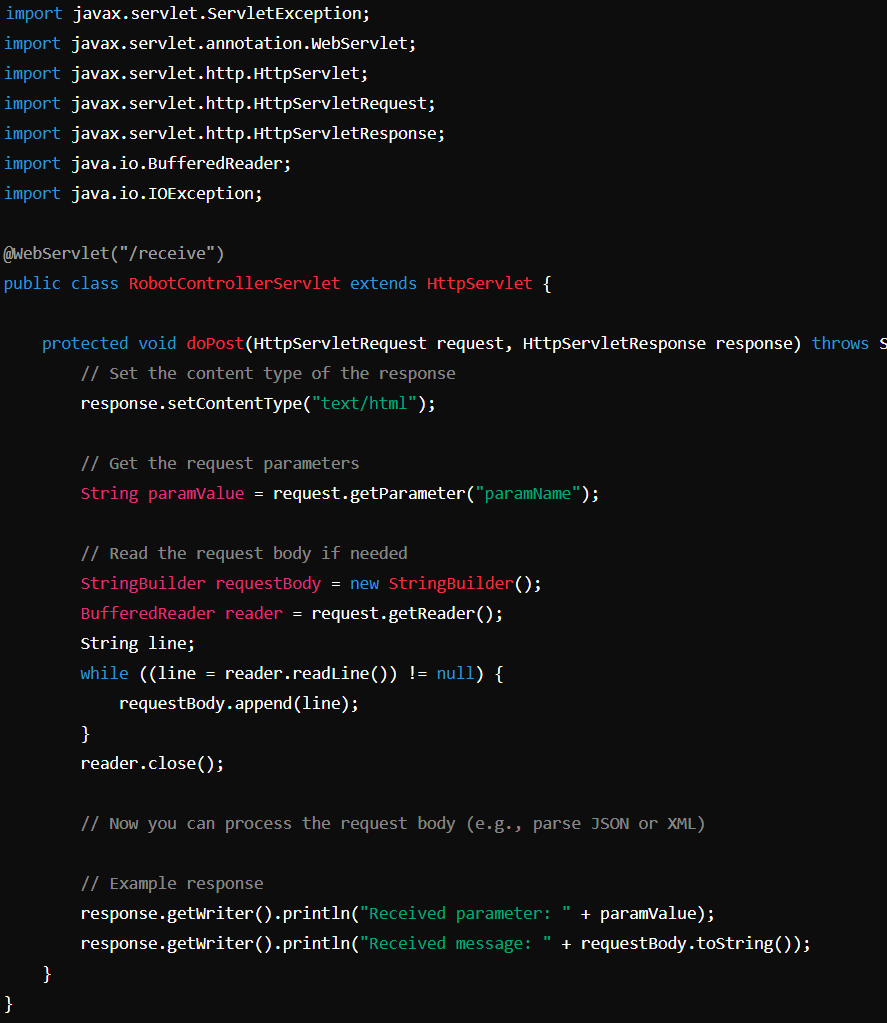 import javax.servlet.ServletException;
import javax.servlet.annotation.WebServlet;
import javax.servlet.http.HttpServlet;
import javax.servlet.http.HttpServletRequest;
import javax.servlet.http.HttpServletResponse;
import java.io.BufferedReader;
import java.io.IOException;

@WebServlet("/receive")
public class RobotControllerServlet extends HttpServlet {

    protected void doPost(HttpServletRequest request, HttpServletResponse response) throws S
        // Set the content type of the response
        response.setContentType("text/html");

        // Get the request parameters
        String paramValue = request.getParameter("paramName");

        // Read the request body if needed
        StringBuilder requestBody = new StringBuilder();
        BufferedReader reader = request.getReader();
        String line;
        while ((line = reader.readLine()) != null) {
            requestBody.append(line);
        }
        reader.close();

        // Now you can process the request body (e.g., parse JSON or XML)

        // Example response
        response.getWriter().println("Received parameter: " + paramValue);
        response.getWriter().println("Received message: " + requestBody.toString());
    }
}